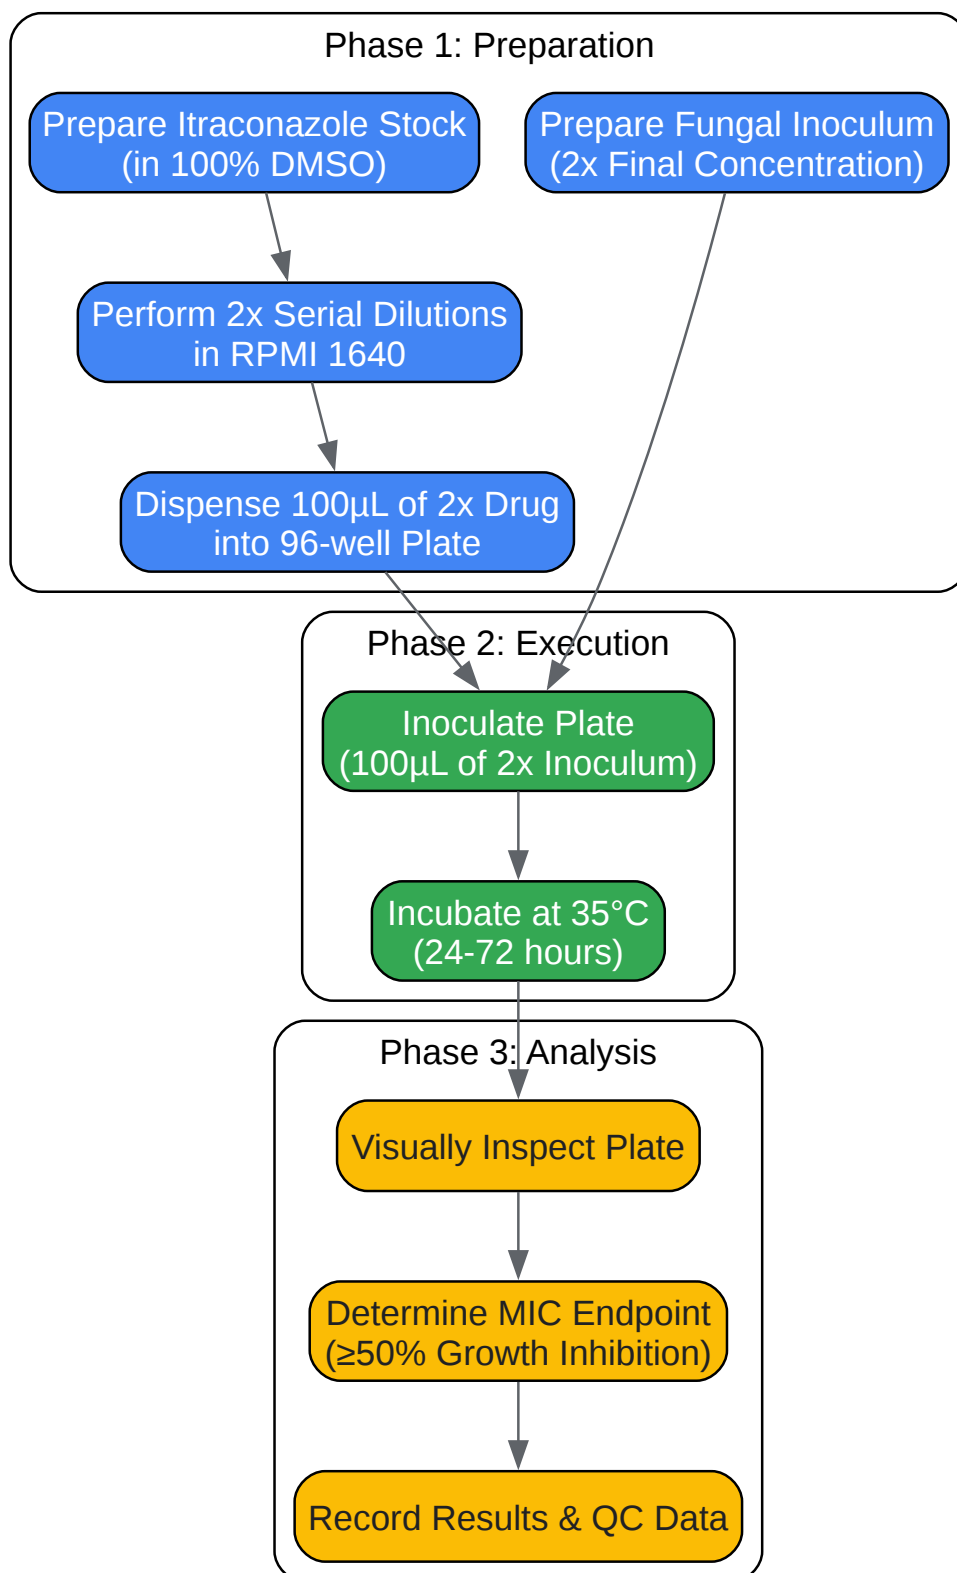 Phase 1: Preparation
Prepare Itraconazole Stock
(in 100% DMSO)
Prepare Fungal Inoculum
(2x Final Concentration)
Perform 2x Serial Dilutions
in RPMI 1640
Dispense 100µL of 2x Drug
into 96-well Plate
Phase 2: Execution
Inoculate Plate
(100µL of 2x Inoculum)
Incubate at 35°C
(24-72 hours)
Phase 3: Analysis
Visually Inspect Plate
Determine MIC Endpoint
(≥50% Growth Inhibition)
Record Results & QC Data